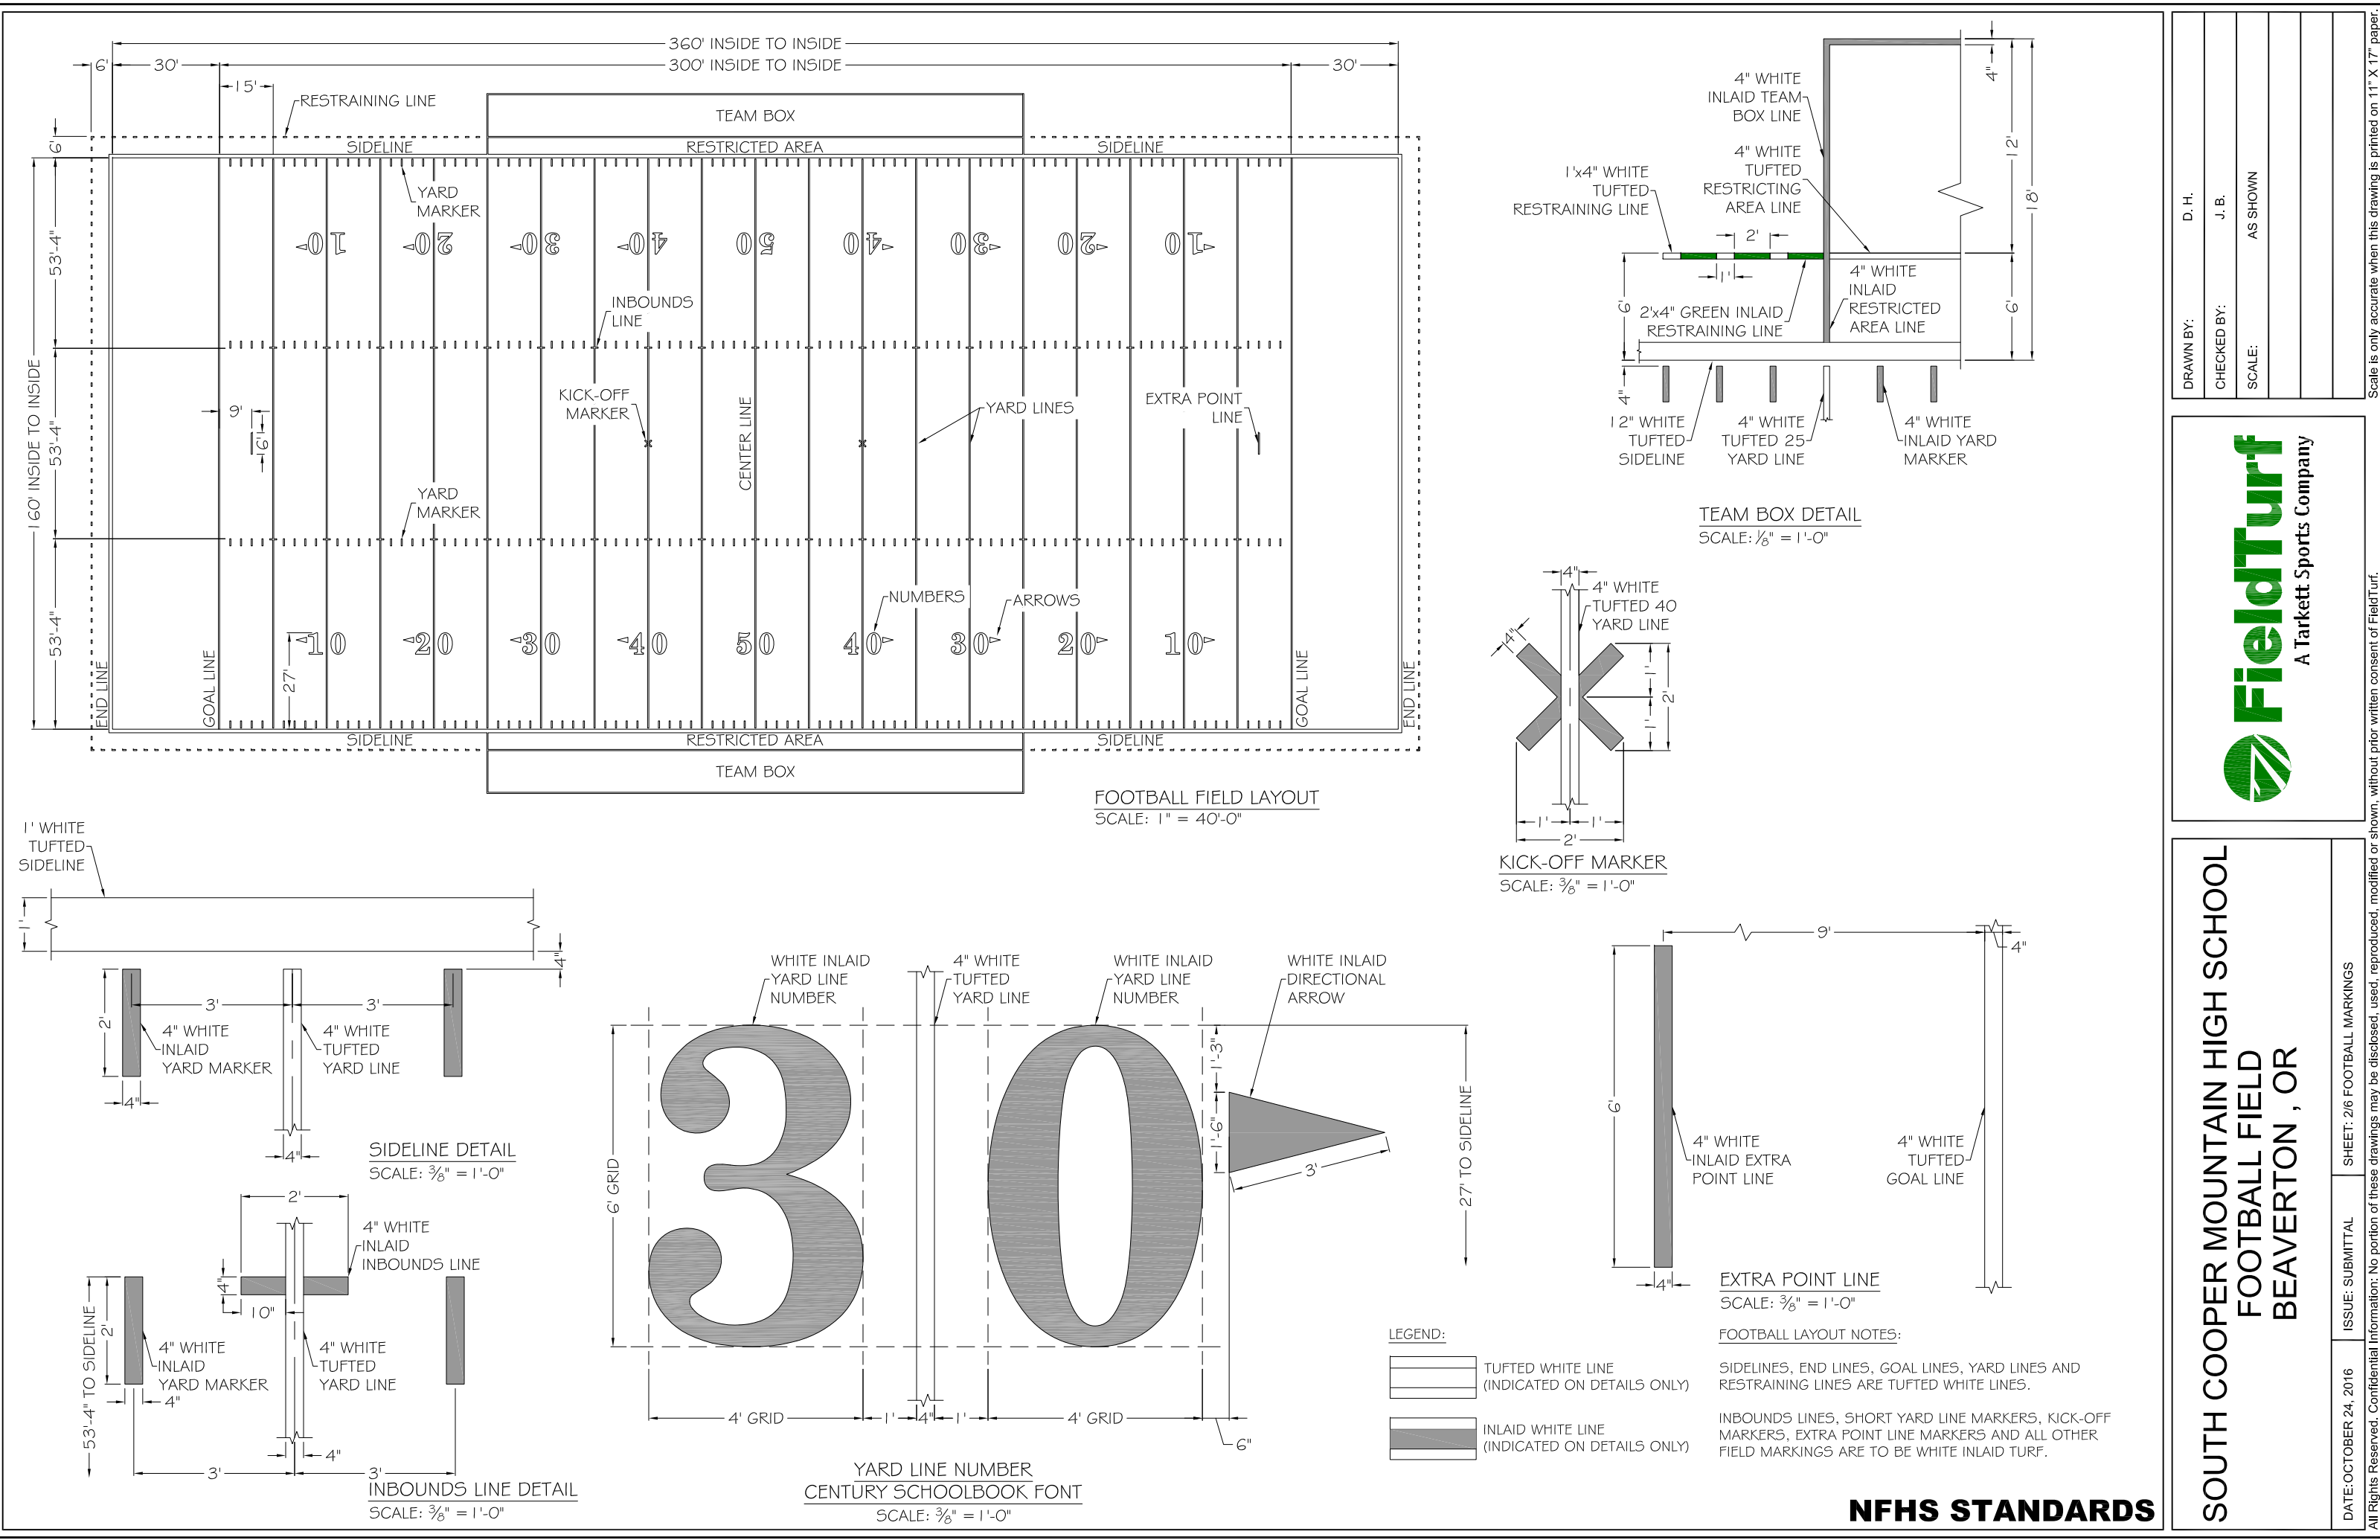 360' INSIDE TO INSIDE
6'
30'
300' INSIDE TO INSIDE
30'
15'
RESTRAINING LINE
TEAM BOX
6'
SIDELINE
RESTRICTED AREA
SIDELINE
YARD
MARKER
10
20
30
40
50
40
30
20
10
53'-4"
INBOUNDS
LINE
160' INSIDE TO INSIDE
53'-4"
9'
6'
KICK-OFF
MARKER
CENTER LINE
YARD LINES
EXTRA POINT
LINE
YARD
MARKER
NUMBERS
ARROWS
53'-4"
10
20
30
40
50
40
30
20
10
27'
END LINE
GOAL LINE
GOAL LINE
END LINE
SIDELINE
RESTRICTED AREA
SIDELINE
TEAM BOX
FOOTBALL FIELD LAYOUT
SCALE: 1" = 40'-0"
4" WHITE
INLAID TEAM
BOX LINE
4"
12'
18'
1'x4" WHITE
TUFTED
RESTRAINING LINE
4" WHITE
TUFTED
RESTRICTING
AREA LINE
2'
1'
6'
2'x4" GREEN INLAID
RESTRAINING LINE
4" WHITE
INLAID
RESTRICTED
AREA LINE
6'
4"
12" WHITE
TUFTED
SIDELINE
4" WHITE
TUFTED 25
YARD LINE
4" WHITE
INLAID YARD
MARKER
TEAM BOX DETAIL
SCALE: ⅛" = 1'-0"
4"
4" WHITE
TUFTED 40
YARD LINE
4"
1'
1'
2'
1'
1'
2'
KICK-OFF MARKER
SCALE: ⅜" = 1'-0"
1' WHITE
TUFTED
SIDELINE
1'
4"
3'
3'
2'
4" WHITE
INLAID
YARD MARKER
4" WHITE
TUFTED
YARD LINE
4"
4"
SIDELINE DETAIL
SCALE: ⅜" = 1'-0"
2'
4" WHITE
INLAID
INBOUNDS LINE
4"
10"
53'-4" TO SIDELINE
2'
4" WHITE
INLAID
YARD MARKER
4" WHITE
TUFTED
YARD LINE
4"
4"
3'
3'
INBOUNDS LINE DETAIL
SCALE: ⅜" = 1'-0"
WHITE INLAID
YARD LINE
NUMBER
4" WHITE
TUFTED
YARD LINE
WHITE INLAID
YARD LINE
NUMBER
WHITE INLAID
DIRECTIONAL
ARROW
6' GRID
30
1'-3"
1'-6"
3'
27' TO SIDELINE
4' GRID
1'
4"
1'
4' GRID
6"
YARD LINE NUMBER
CENTURY SCHOOLBOOK FONT
SCALE: ⅜" = 1'-0"
9'
4"
6'
4" WHITE
INLAID EXTRA
POINT LINE
4" WHITE
TUFTED
GOAL LINE
4"
EXTRA POINT LINE
SCALE: ⅜" = 1'-0"
LEGEND:
TUFTED WHITE LINE
(INDICATED ON DETAILS ONLY)
INLAID WHITE LINE
(INDICATED ON DETAILS ONLY)
FOOTBALL LAYOUT NOTES:
SIDELINES, END LINES, GOAL LINES, YARD LINES AND
RESTRAINING LINES ARE TUFTED WHITE LINES.
INBOUNDS LINES, SHORT YARD LINE MARKERS, KICK-OFF
MARKERS, EXTRA POINT LINE MARKERS AND ALL OTHER
FIELD MARKINGS ARE TO BE WHITE INLAID TURF.
NFHS STANDARDS
DRAWN BY: D. H.
CHECKED BY: J. B.
SCALE: AS SHOWN
FieldTurf
A Tarkett Sports Company
SOUTH COOPER MOUNTAIN HIGH SCHOOL
FOOTBALL FIELD
BEAVERTON , OR
DATE:OCTOBER 24, 2016
ISSUE: SUBMITTAL
SHEET: 2/6 FOOTBALL MARKINGS
All Rights Reserved. Confidential Information: No portion of these drawings may be disclosed, used, reproduced, modified or shown, without prior written consent of FieldTurf.
Scale is only accurate when this drawing is printed on 11" X 17" paper.